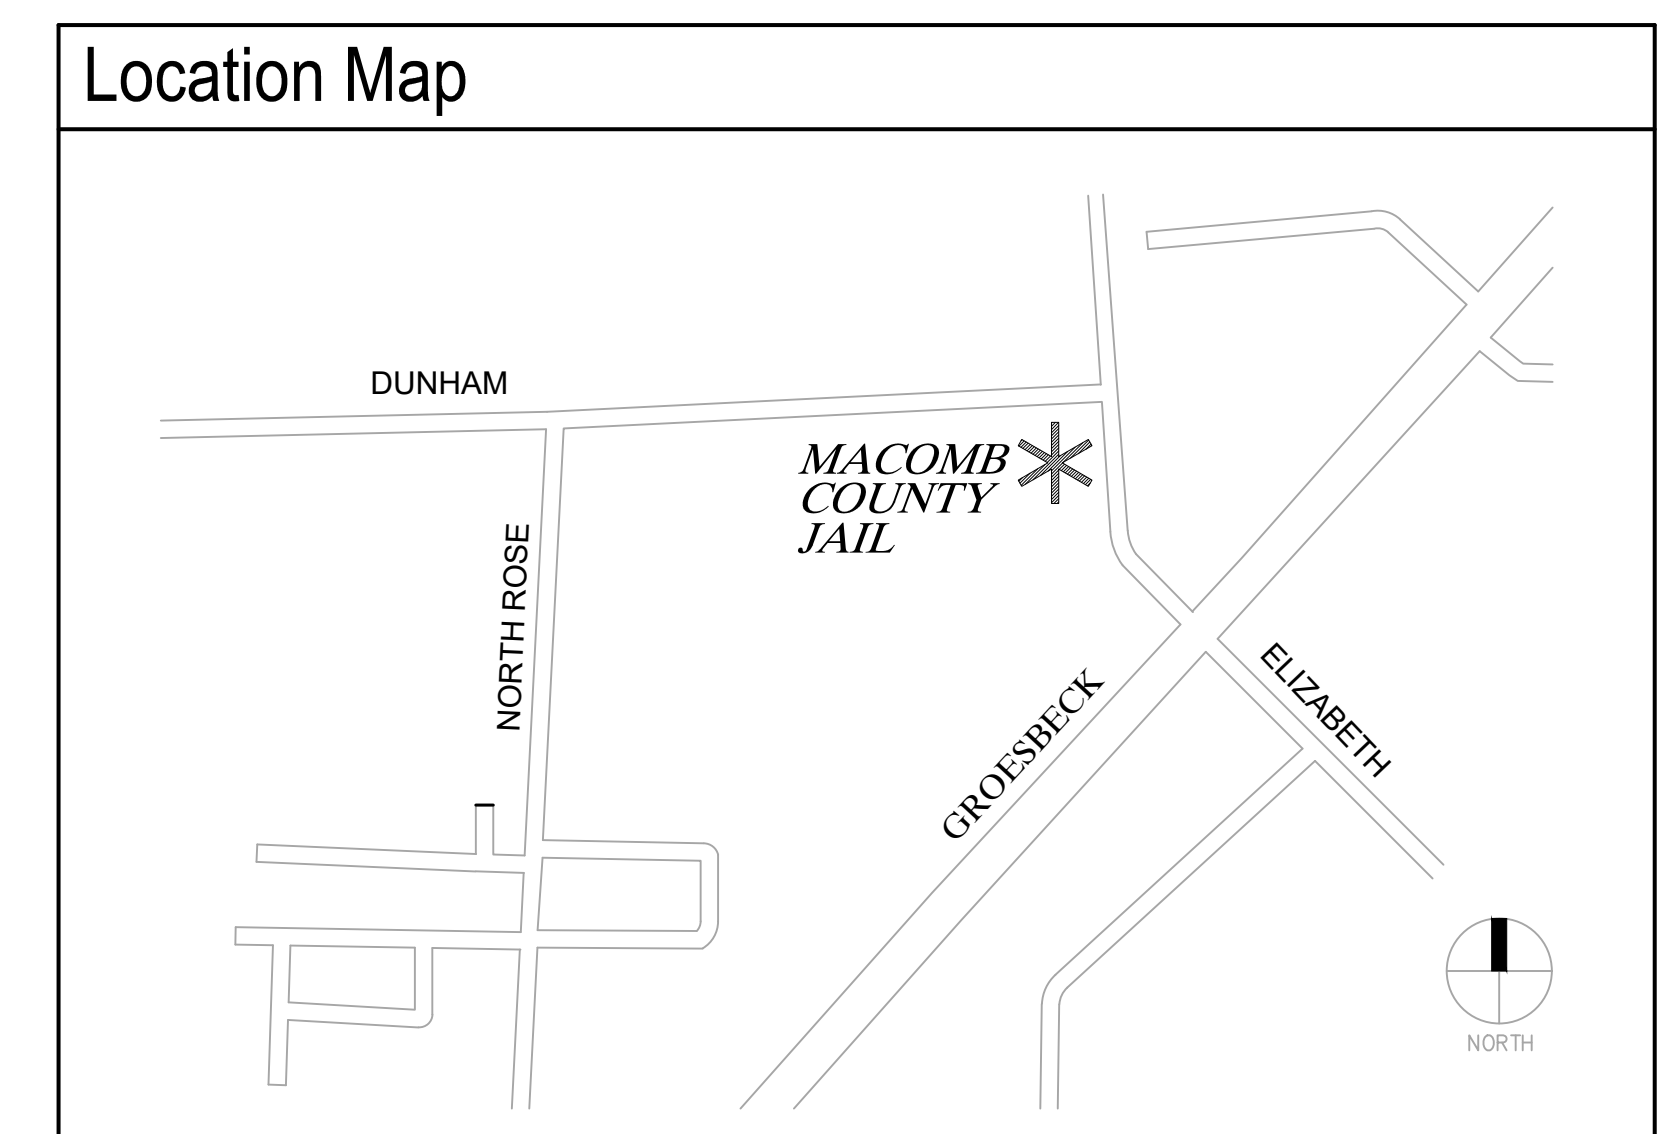 Location Map
DUNHAM
MACOMB
COUNTY
JAIL
NORTH ROSE
GROESBECK
ELIZABETH
NORTH